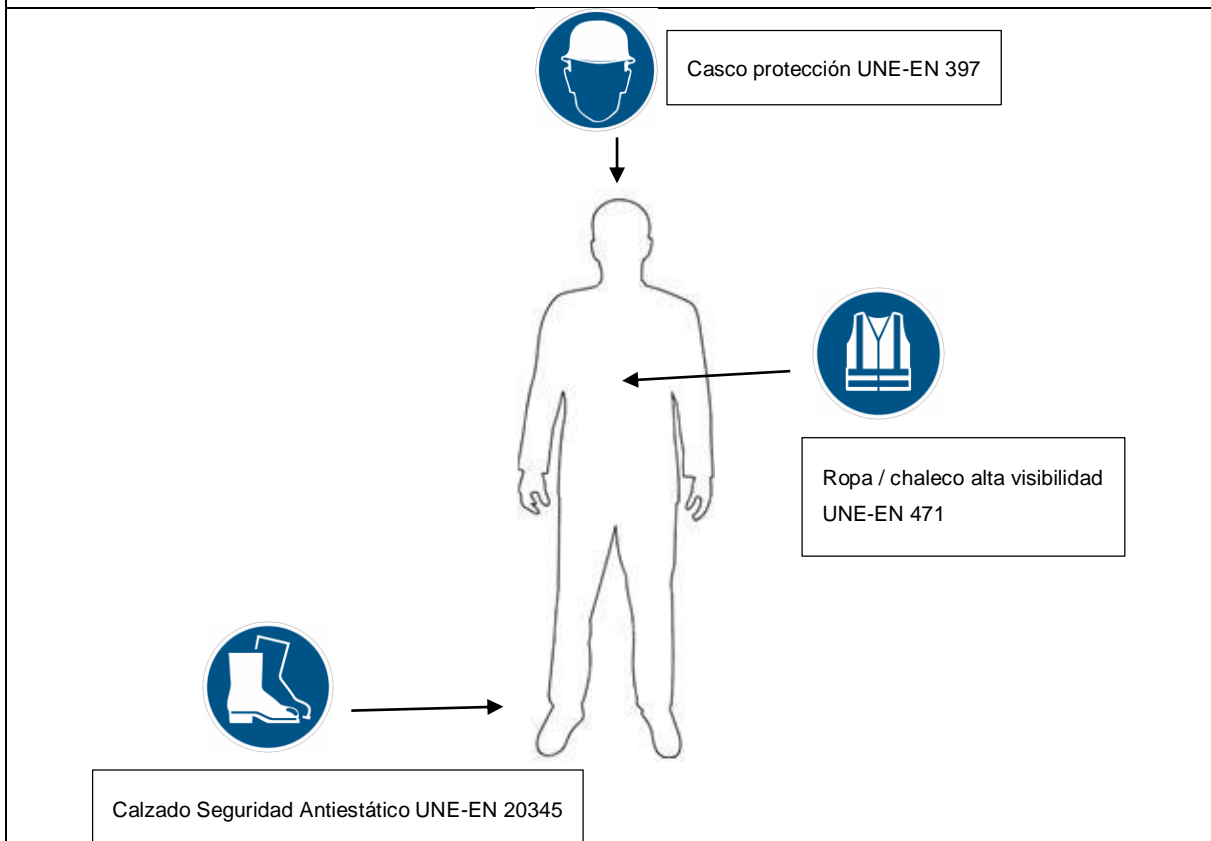 Casco protección UNE-EN 397
Ropa / chaleco alta visibilidad
UNE-EN 471
Calzado Seguridad Antiestático UNE-EN 20345